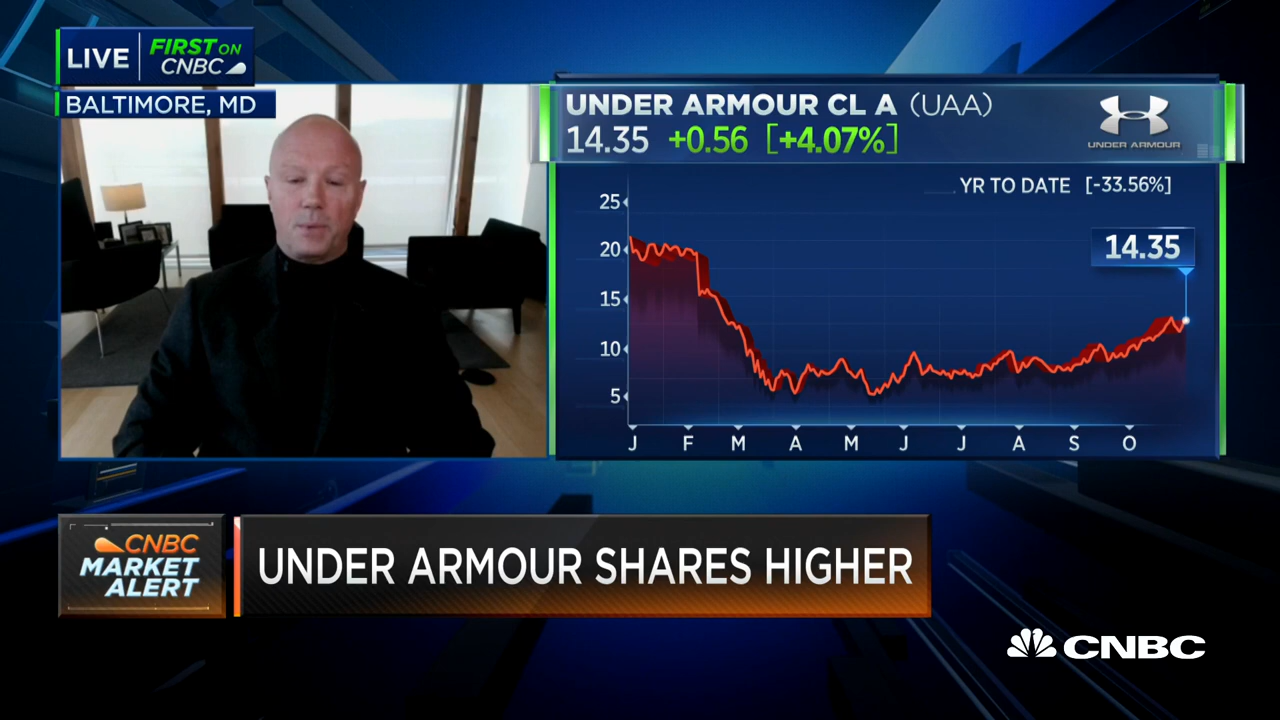 LIVE
FIRST ON
CNBC
BALTIMORE, MD
UNDER ARMOUR CL A (UAA)
14.35 +0.56 [+4.07%]
UNDER ARMOUR
YR TO DATE [-33.56%]
14.35
25
20
15
10
5
J F M A M J J A S O
CNBC
MARKET
ALERT
UNDER ARMOUR SHARES HIGHER
CNBC